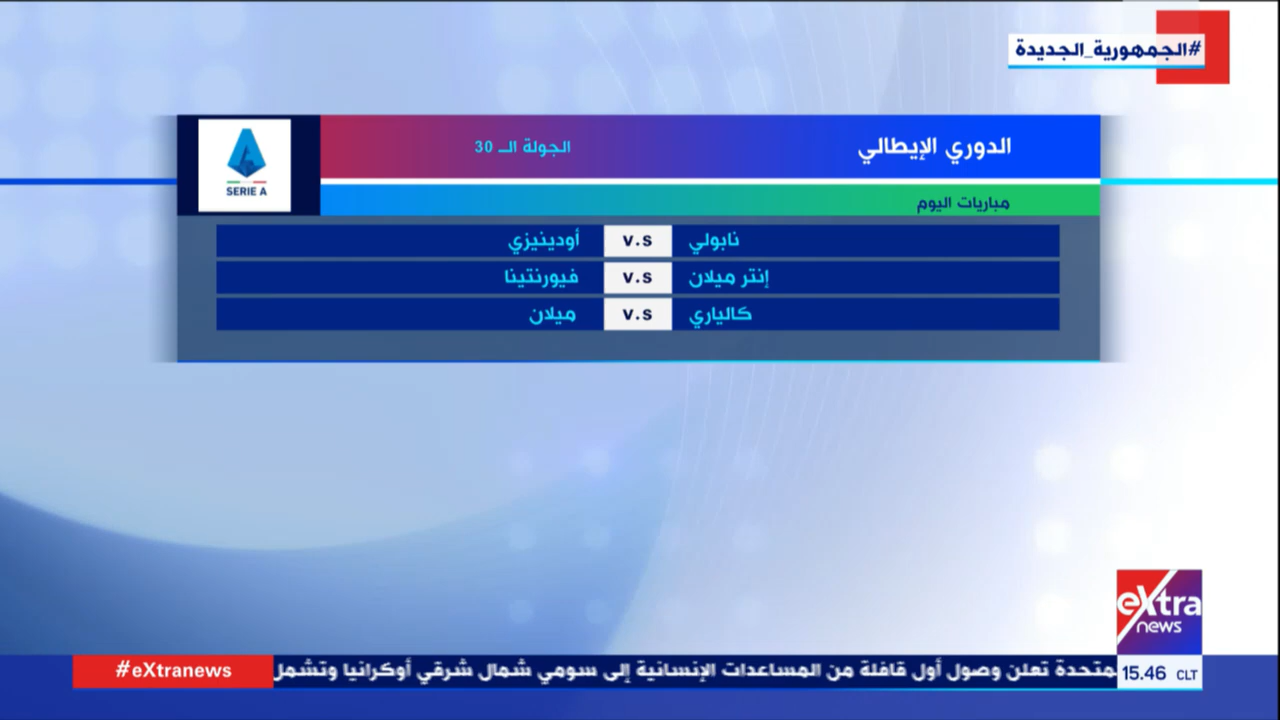 #الجمهورية_الجديدة
الدوري الإيطالي
الجولة الـ 30
SERIE A
مباريات اليوم
نابولي v.s أودينيزي
إنتر ميلان v.s فيورنتينا
كالياري v.s ميلان
eXtra
news
#eXtranews
متحدة تعلن وصول أول قافلة من المساعدات الإنسانية إلى سومي شمال شرقي أوكرانيا وتشمل
15.46 CLT